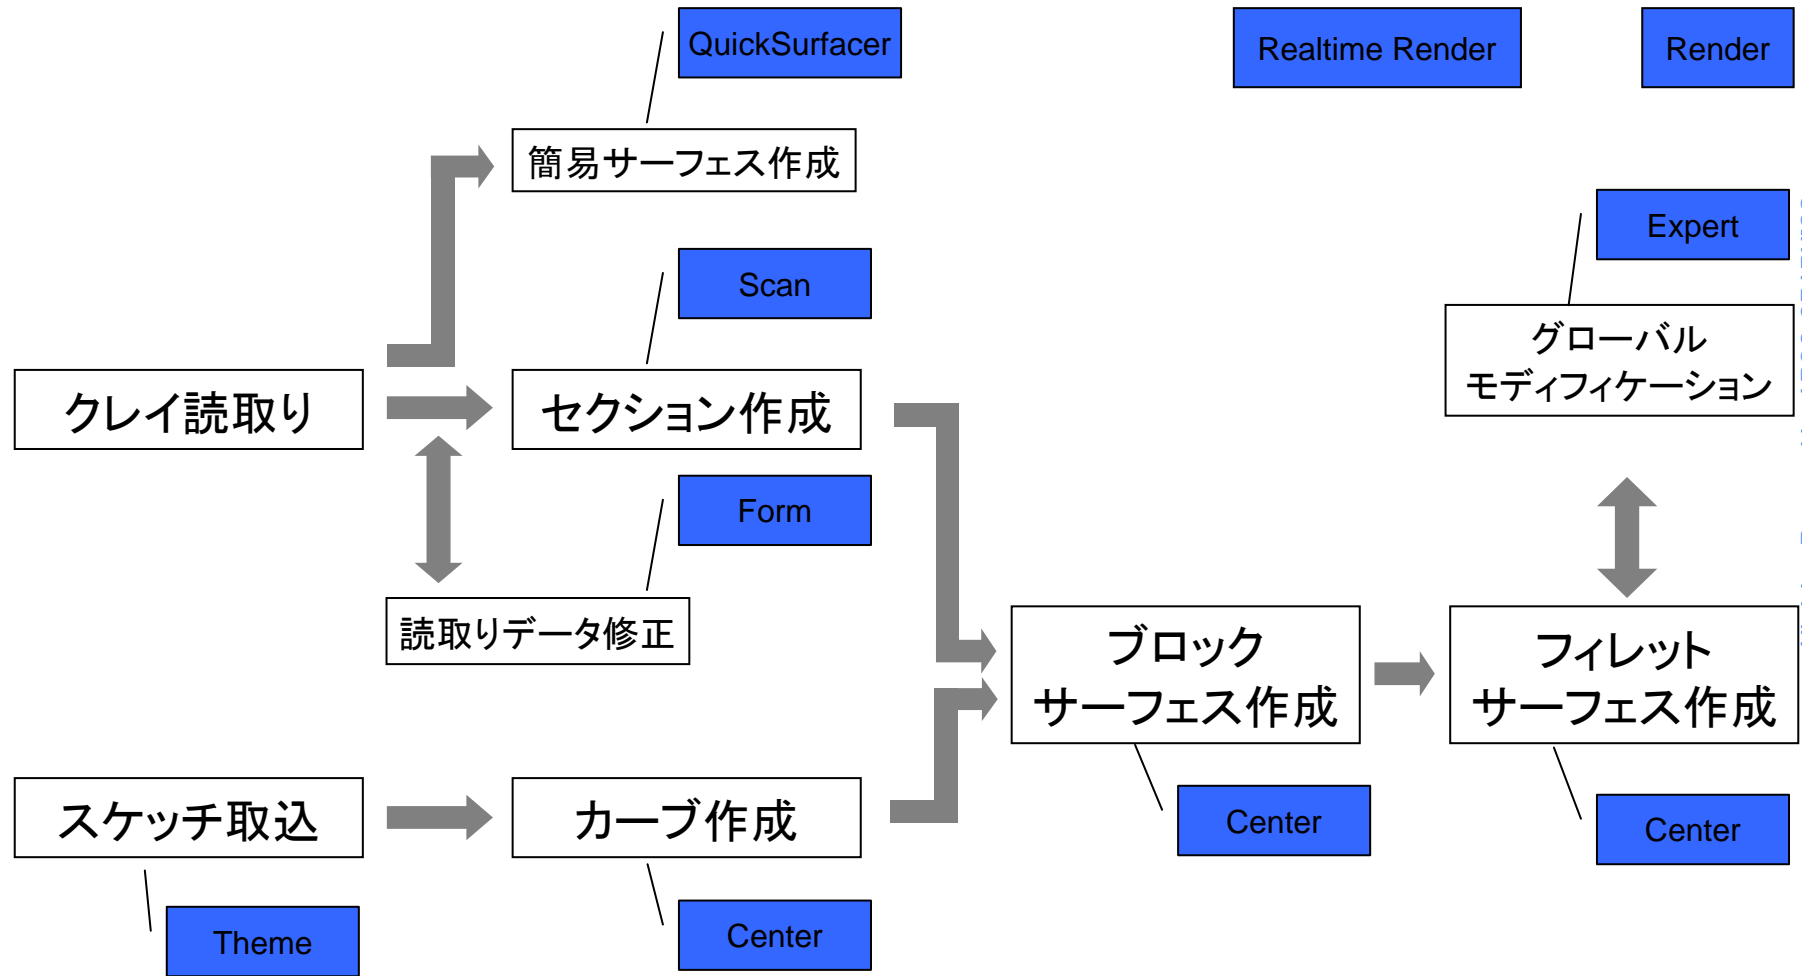 QuickSurfacer
Realtime Render
Render
簡易サーフェス作成
Expert
Scan
グローバル
モディフィケーション
クレイ読取り
セクション作成
Form
読取りデータ修正
ブロック
サーフェス作成
フィレット
サーフェス作成
スケッチ取込
カーブ作成
Center
Center
Theme
Center